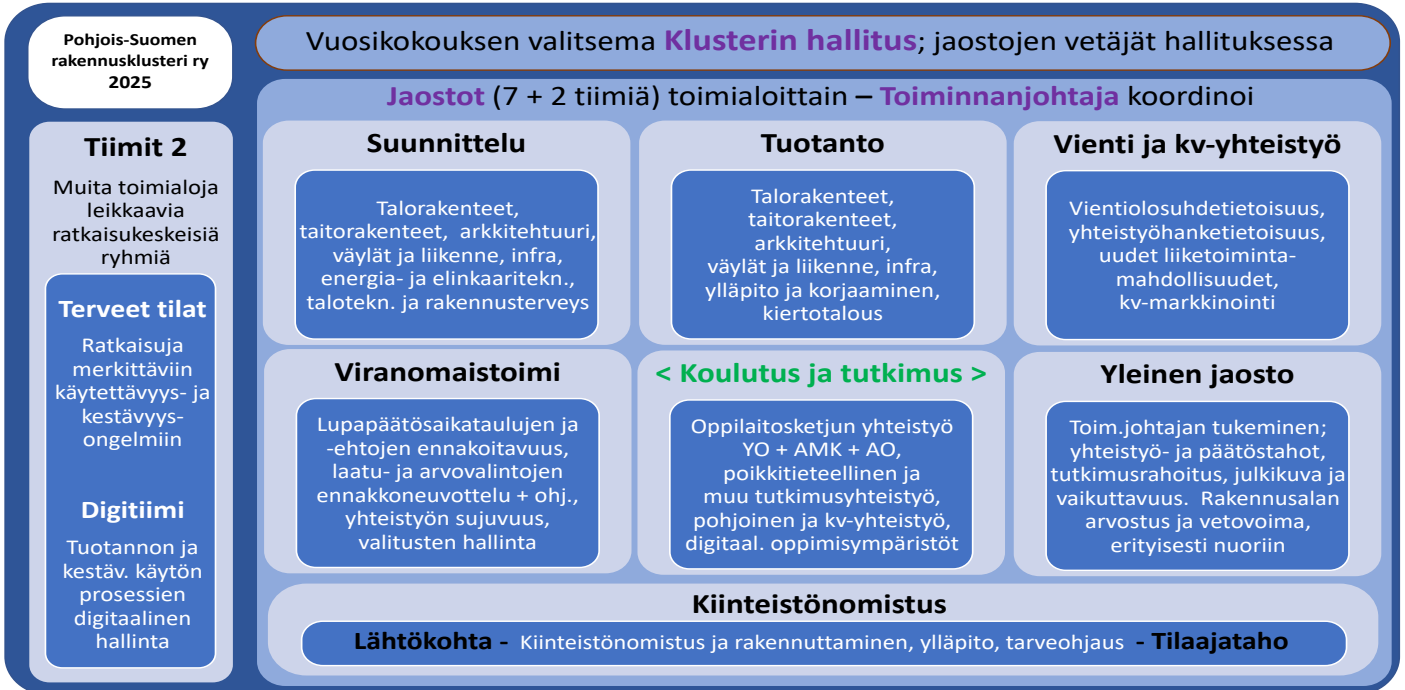 Pohjois-Suomen
rakennusklusteri ry
2025
Vuosikokouksen valitsema Klusterin hallitus; jaostojen vetäjät hallituksessa
Jaostot (7 + 2 tiimiä) toimialoittain – Toiminnanjohtaja koordinoi
Tiimit 2
Muita toimialoja
leikkaavia
ratkaisukeskeisiä
ryhmiä
Terveet tilat
Ratkaisuja
merkittäviin
käytettävyys- ja
kestävyys-
ongelmiin
Digitiimi
Tuotannon ja
kestäv. käytön
prosessien
digitaalinen
hallinta
Suunnittelu
Talorakenteet,
taitorakenteet, arkkitehtuuri,
väylät ja liikenne, infra,
energia- ja elinkaaritekn.,
talotekn. ja rakennusterveys
Tuotanto
Talorakenteet,
taitorakenteet,
arkkitehtuuri,
väylät ja liikenne, infra,
ylläpito ja korjaaminen,
kiertotalous
Vienti ja kv-yhteistyö
Vientiolosuhdetietoisuus,
yhteistyöhanketietoisuus,
uudet liiketoiminta-
mahdollisuudet,
kv-markkinointi
Viranomaistoimi
Lupapäätösaikataulujen ja
-ehtojen ennakoitavuus,
laatu- ja arvovalintojen
ennakkoneuvottelu + ohj.,
yhteistyön sujuvuus,
valitusten hallinta
< Koulutus ja tutkimus >
Oppilaitosketjun yhteistyö
YO + AMK + AO,
poikkitieteellinen ja
muu tutkimusyhteistyö,
pohjoinen ja kv-yhteistyö,
digitaal. oppimisympäristöt
Yleinen jaosto
Toim.johtajan tukeminen;
yhteistyö- ja päätöstahot,
tutkimusrahoitus, julkikuva ja
vaikuttavuus. Rakennusalan
arvostus ja vetovoima,
erityisesti nuoriin
Kiinteistönomistus
Lähtökohta - Kiinteistönomistus ja rakennuttaminen, ylläpito, tarveohjaus - Tilaajataho